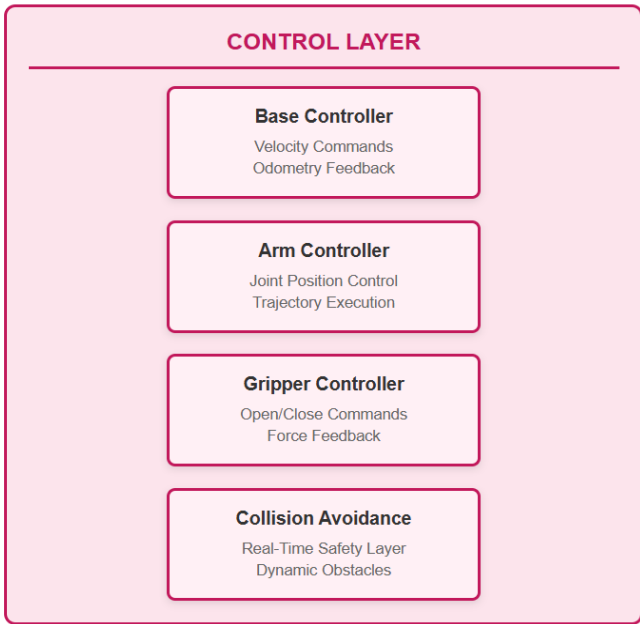 CONTROL LAYER
Base Controller
Velocity Commands
Odometry Feedback
Arm Controller
Joint Position Control
Trajectory Execution
Gripper Controller
Open/Close Commands
Force Feedback
Collision Avoidance
Real-Time Safety Layer
Dynamic Obstacles